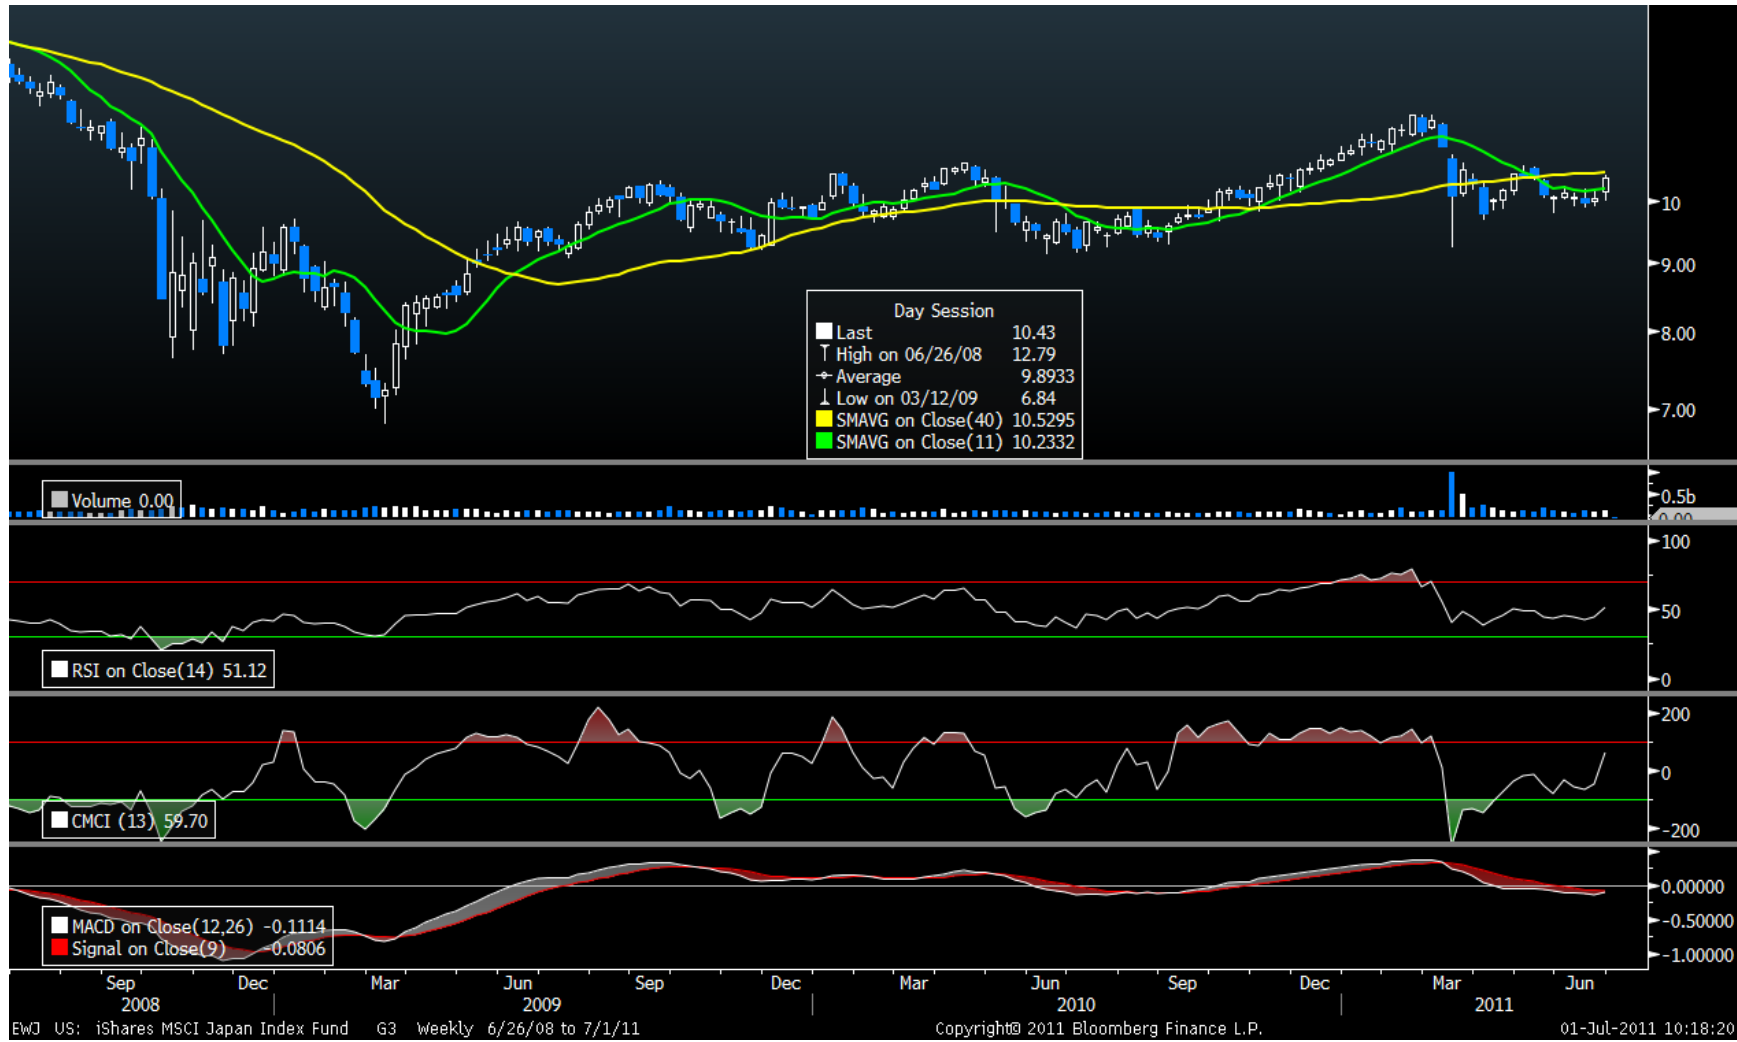 Day Session
Last 10.43
High on 06/26/08 12.79
Average 9.8933
Low on 03/12/09 6.84
SMAVG on Close(40) 10.5295
SMAVG on Close(11) 10.2332
10
9.00
8.00
7.00
Volume 0.00
0.5b
0.00
100
50
0
RSI on Close(14) 51.12
200
0
-200
CMCI (13) 59.70
0.00000
-0.50000
-1.00000
MACD on Close(12,26) -0.1114
Signal on Close(9) -0.0806
Sep Dec Mar Jun Sep Dec Mar Jun Sep Dec Mar Jun
2008 2009 2010 2011
EWJ US: iShares MSCI Japan Index Fund G3 Weekly 6/26/08 to 7/1/11 Copyright© 2011 Bloomberg Finance L.P. 01-Jul-2011 10:18:20